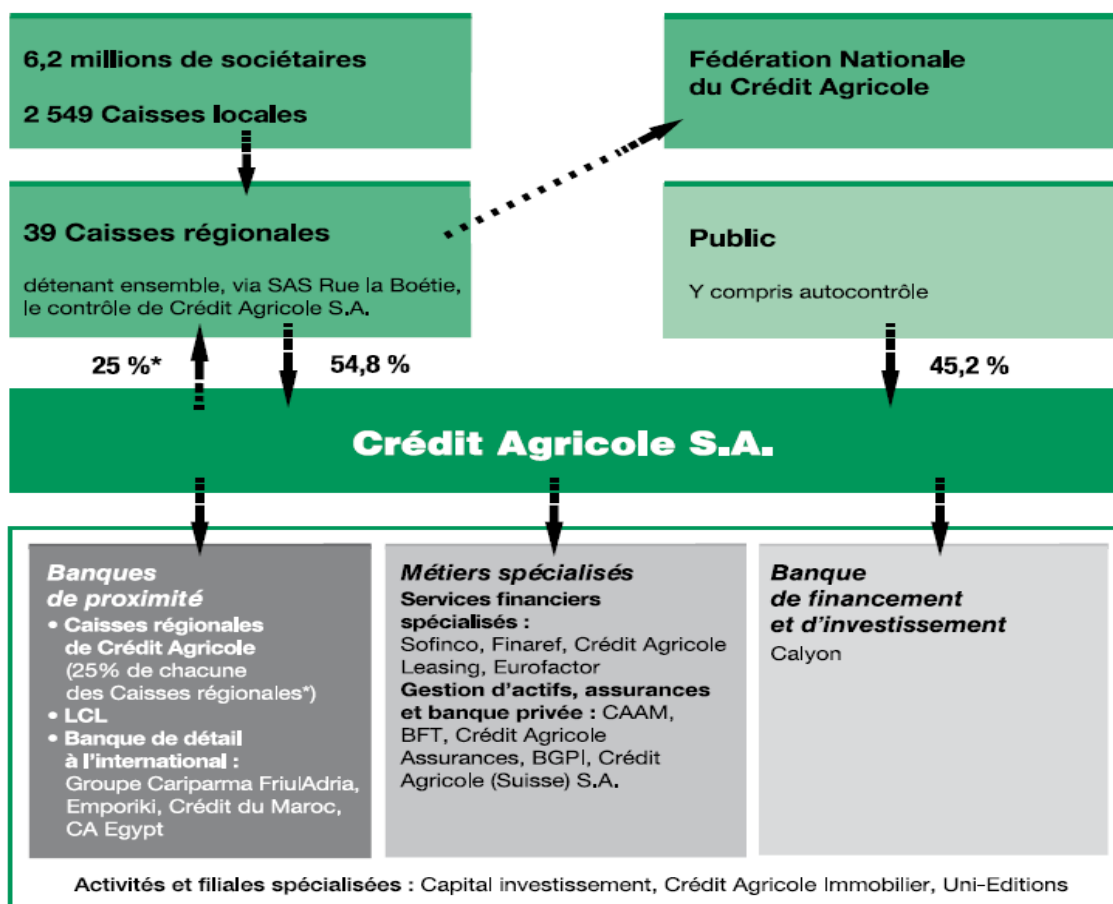 6,2 millions de sociétaires
2 549 Caisses locales
Fédération Nationale
du Crédit Agricole
39 Caisses régionales
détenant ensemble, via SAS Rue la Boétie,
le contrôle de Crédit Agricole S.A.
Public
Y compris autocontrôle
25 %*
54,8 %
45,2 %
Crédit Agricole S.A.
Banques
de proximité
• Caisses régionales
de Crédit Agricole
(25% de chacune
des Caisses régionales*)
• LCL
• Banque de détail
à l'international :
Groupe Cariparma FriulAdria,
Emporiki, Crédit du Maroc,
CA Egypt
Métiers spécialisés
Services financiers
spécialisés :
Sofinco, Finaref, Crédit Agricole
Leasing, Eurofactor
Gestion d'actifs, assurances
et banque privée : CAAM,
BFT, Crédit Agricole
Assurances, BGPI, Crédit
Agricole (Suisse) S.A.
Banque
de financement
et d'investissement
Calyon
Activités et filiales spécialisées : Capital investissement, Crédit Agricole Immobilier, Uni-Editions